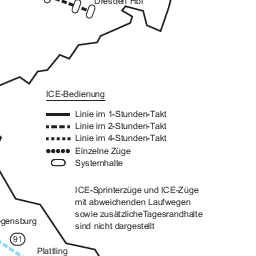 Dresden Hbf
ICE-Bedienung
Linie im 1-Stunden-Takt
Linie im 2-Stunden-Takt
Linie im 4-Stunden-Takt
Einzelne Züge
Systemhalte
ICE-Sprinterzüge und ICE-Züge
mit abweichenden Laufwegen
sowie zusätzlicheTagesrandhalte
sind nicht dargestellt
egensburg
91
Plattling